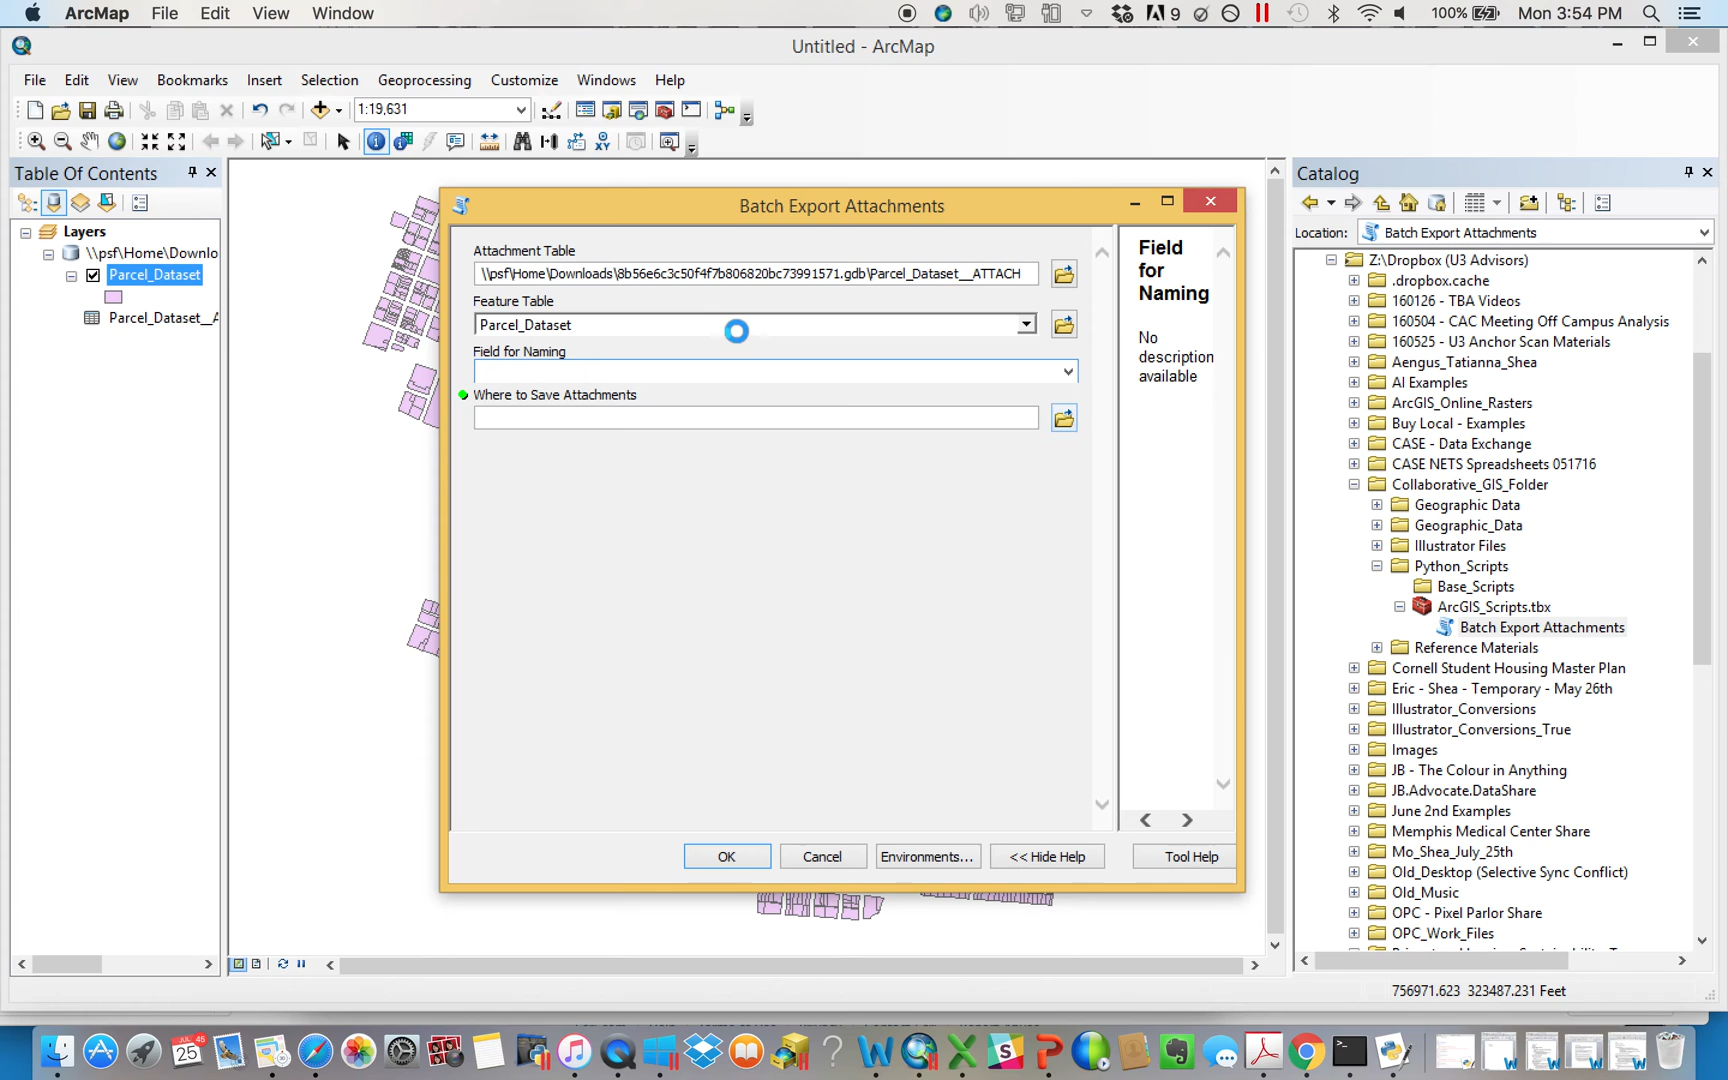 ArcMap File Edit View Window 9 100% Mon 3:54 PM
Untitled - ArcMap
File Edit View Bookmarks Insert Selection Geoprocessing Customize Windows Help
1:19,631
Table Of Contents
Layers
\\psf\Home\Downlo
Parcel_Dataset
Parcel_Dataset__A
Batch Export Attachments
Attachment Table
\\psf\Home\Downloads\8b56e6c3c50f4f7b806820bc73991571.gdb\Parcel_Dataset__ATTACH
Feature Table
Parcel_Dataset
Field for Naming
Where to Save Attachments
Field
for
Naming
No
description
available
OK Cancel Environments... << Hide Help Tool Help
Catalog
Location: Batch Export Attachments
Z:\Dropbox (U3 Advisors)
.dropbox.cache
160126 - TBA Videos
160504 - CAC Meeting Off Campus Analysis
160525 - U3 Anchor Scan Materials
Aengus_Tatianna_Shea
AI Examples
ArcGIS_Online_Rasters
Buy Local - Examples
CASE - Data Exchange
CASE NETS Spreadsheets 051716
Collaborative_GIS_Folder
Geographic Data
Geographic_Data
Illustrator Files
Python_Scripts
Base_Scripts
ArcGIS_Scripts.tbx
Batch Export Attachments
Reference Materials
Cornell Student Housing Master Plan
Eric - Shea - Temporary - May 26th
Illustrator_Conversions
Illustrator_Conversions_True
Images
JB - The Colour in Anything
JB.Advocate.DataShare
June 2nd Examples
Memphis Medical Center Share
Mo_Shea_July_25th
Old_Desktop (Selective Sync Conflict)
Old_Music
OPC - Pixel Parlor Share
OPC_Work_Files
756971.623 323487.231 Feet
JUL 45
25